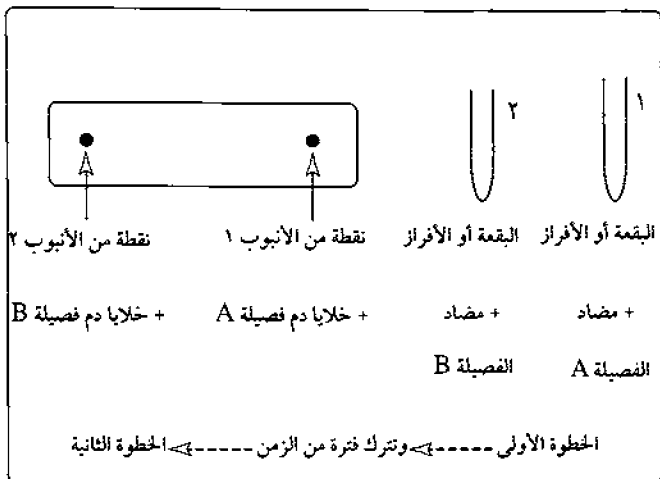 ١
٢
البقعة أو الأفراز
البقعة أو الأفراز
نقطة من الأنبوب ١
نقطة من الأنبوب ٢
+ مضاد
+ مضاد
+ خلايا دم فصيلة A
+ خلايا دم فصيلة B
الفصيلة A
الفصيلة B
الخطوة الأولى ----- وتترك فترة من الزمن ----- الخطوة الثانية